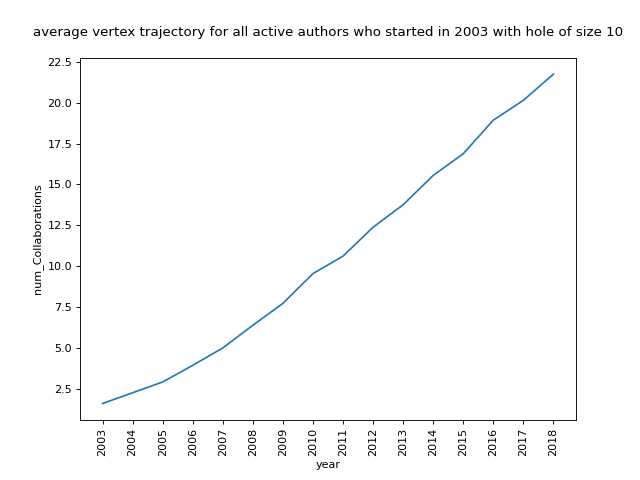 average vertex trajectory for all active authors who started in 2003 with hole of size 10
num_Collaborations
22.5
20.0
17.5
15.0
12.5
10.0
7.5
5.0
2.5
2003 2004 2005 2006 2007 2008 2009 2010 2011 2012 2013 2014 2015 2016 2017 2018
year